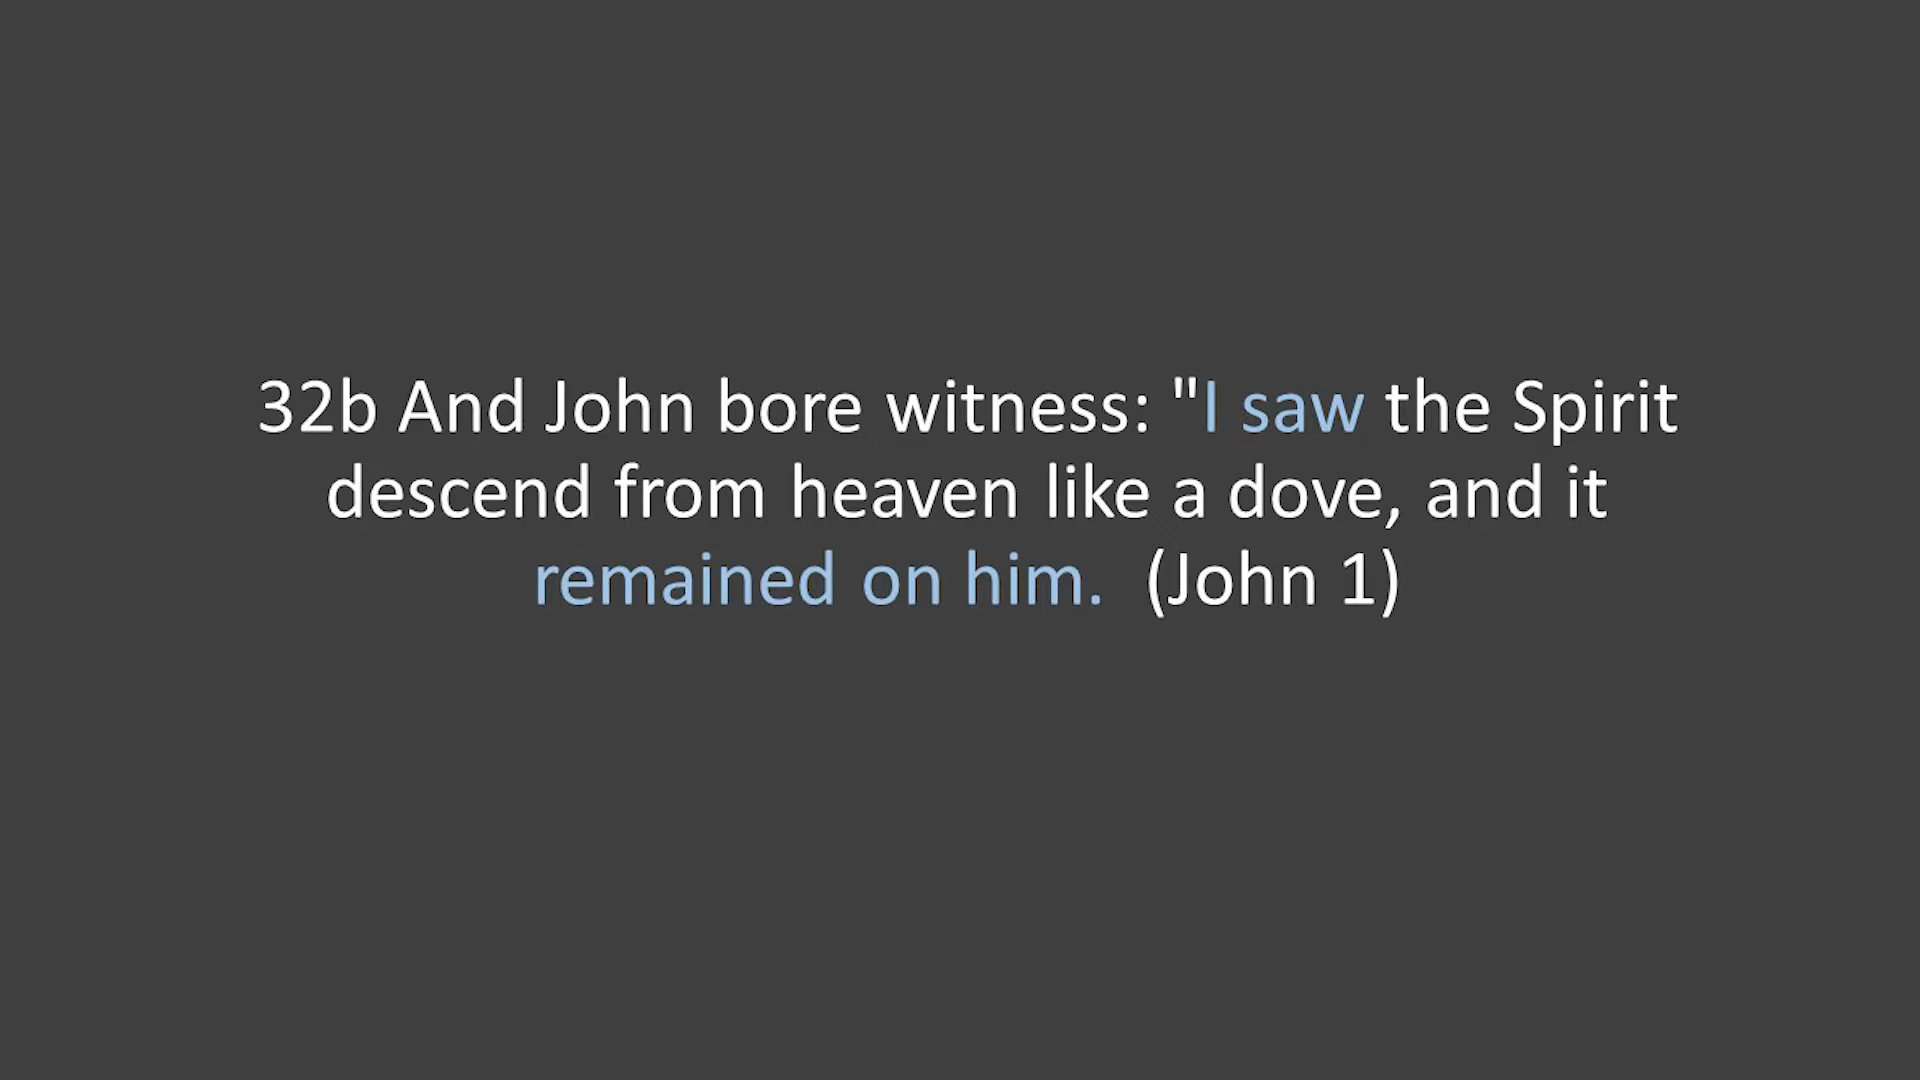 32b And John bore witness: "I saw the Spirit
descend from heaven like a dove, and it
remained on him.  (John 1)